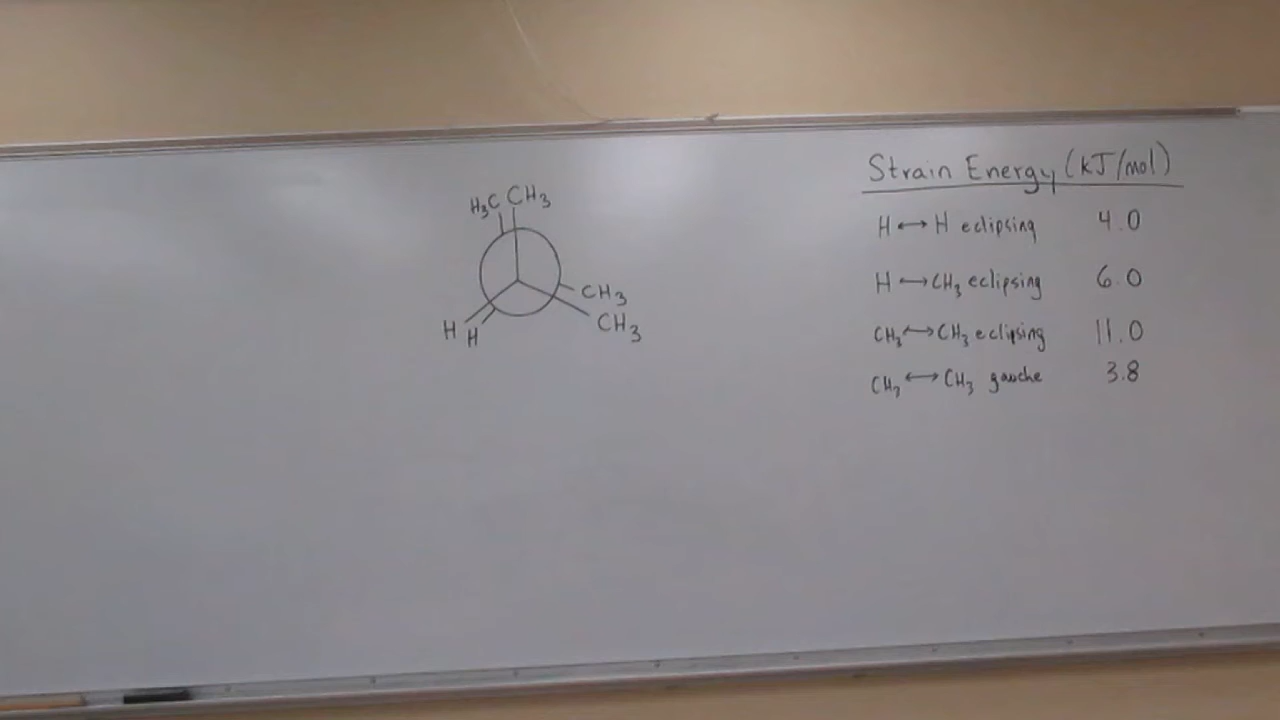 H₃C CH₃
CH₃
CH₃
H H
Strain Energy (kJ/mol)
H ↔ H eclipsing 4.0
H ↔ CH₃ eclipsing 6.0
CH₃ ↔ CH₃ eclipsing 11.0
CH₃ ↔ CH₃ gauche 3.8